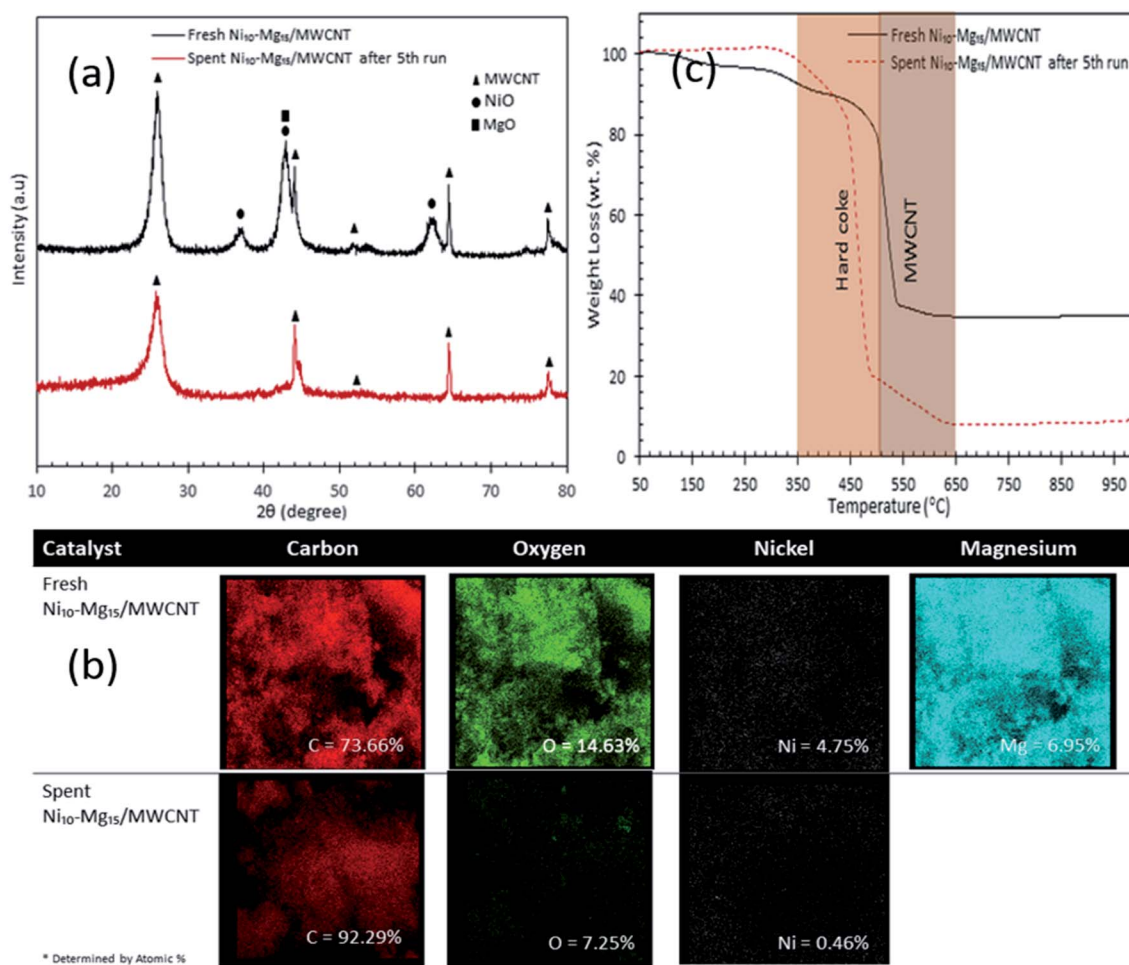 (a)
Fresh Ni₁₀-Mg₁₅/MWCNT
Spent Ni₁₀-Mg₁₅/MWCNT after 5th run
▲ MWCNT
● NiO
■ MgO
Intensity (a.u)
10 20 30 40 50 60 70 80
2θ (degree)
(c)
Fresh Ni₁₀-Mg₁₅/MWCNT
Spent Ni₁₀-Mg₁₅/MWCNT after 5th run
Weight Loss (wt. %)
100
80
60
40
20
0
Hard coke
MWCNT
50 150 250 350 450 550 650 750 850 950
Temperature (°C)
Catalyst Carbon Oxygen Nickel Magnesium
Fresh
Ni₁₀-Mg₁₅/MWCNT
(b)
C = 73.66% O = 14.63% Ni = 4.75% Mg = 6.95%
Spent
Ni₁₀-Mg₁₅/MWCNT
C = 92.29% O = 7.25% Ni = 0.46%
* Determined by Atomic %